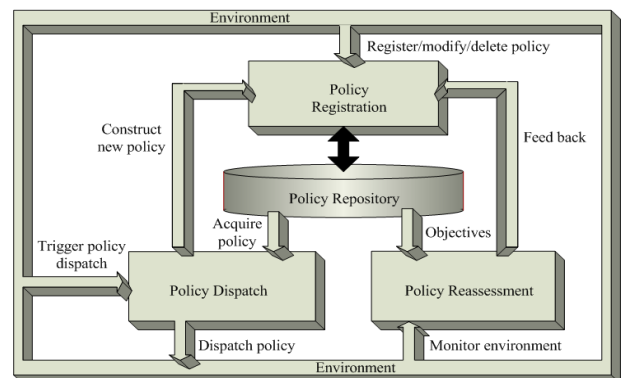 Environment
Register/modify/delete policy
Policy
Registration
Construct
new policy
Feed back
Policy Repository
Acquire
policy
Objectives
Trigger policy
dispatch
Policy Dispatch
Policy Reassessment
Dispatch policy
Monitor environment
Environment